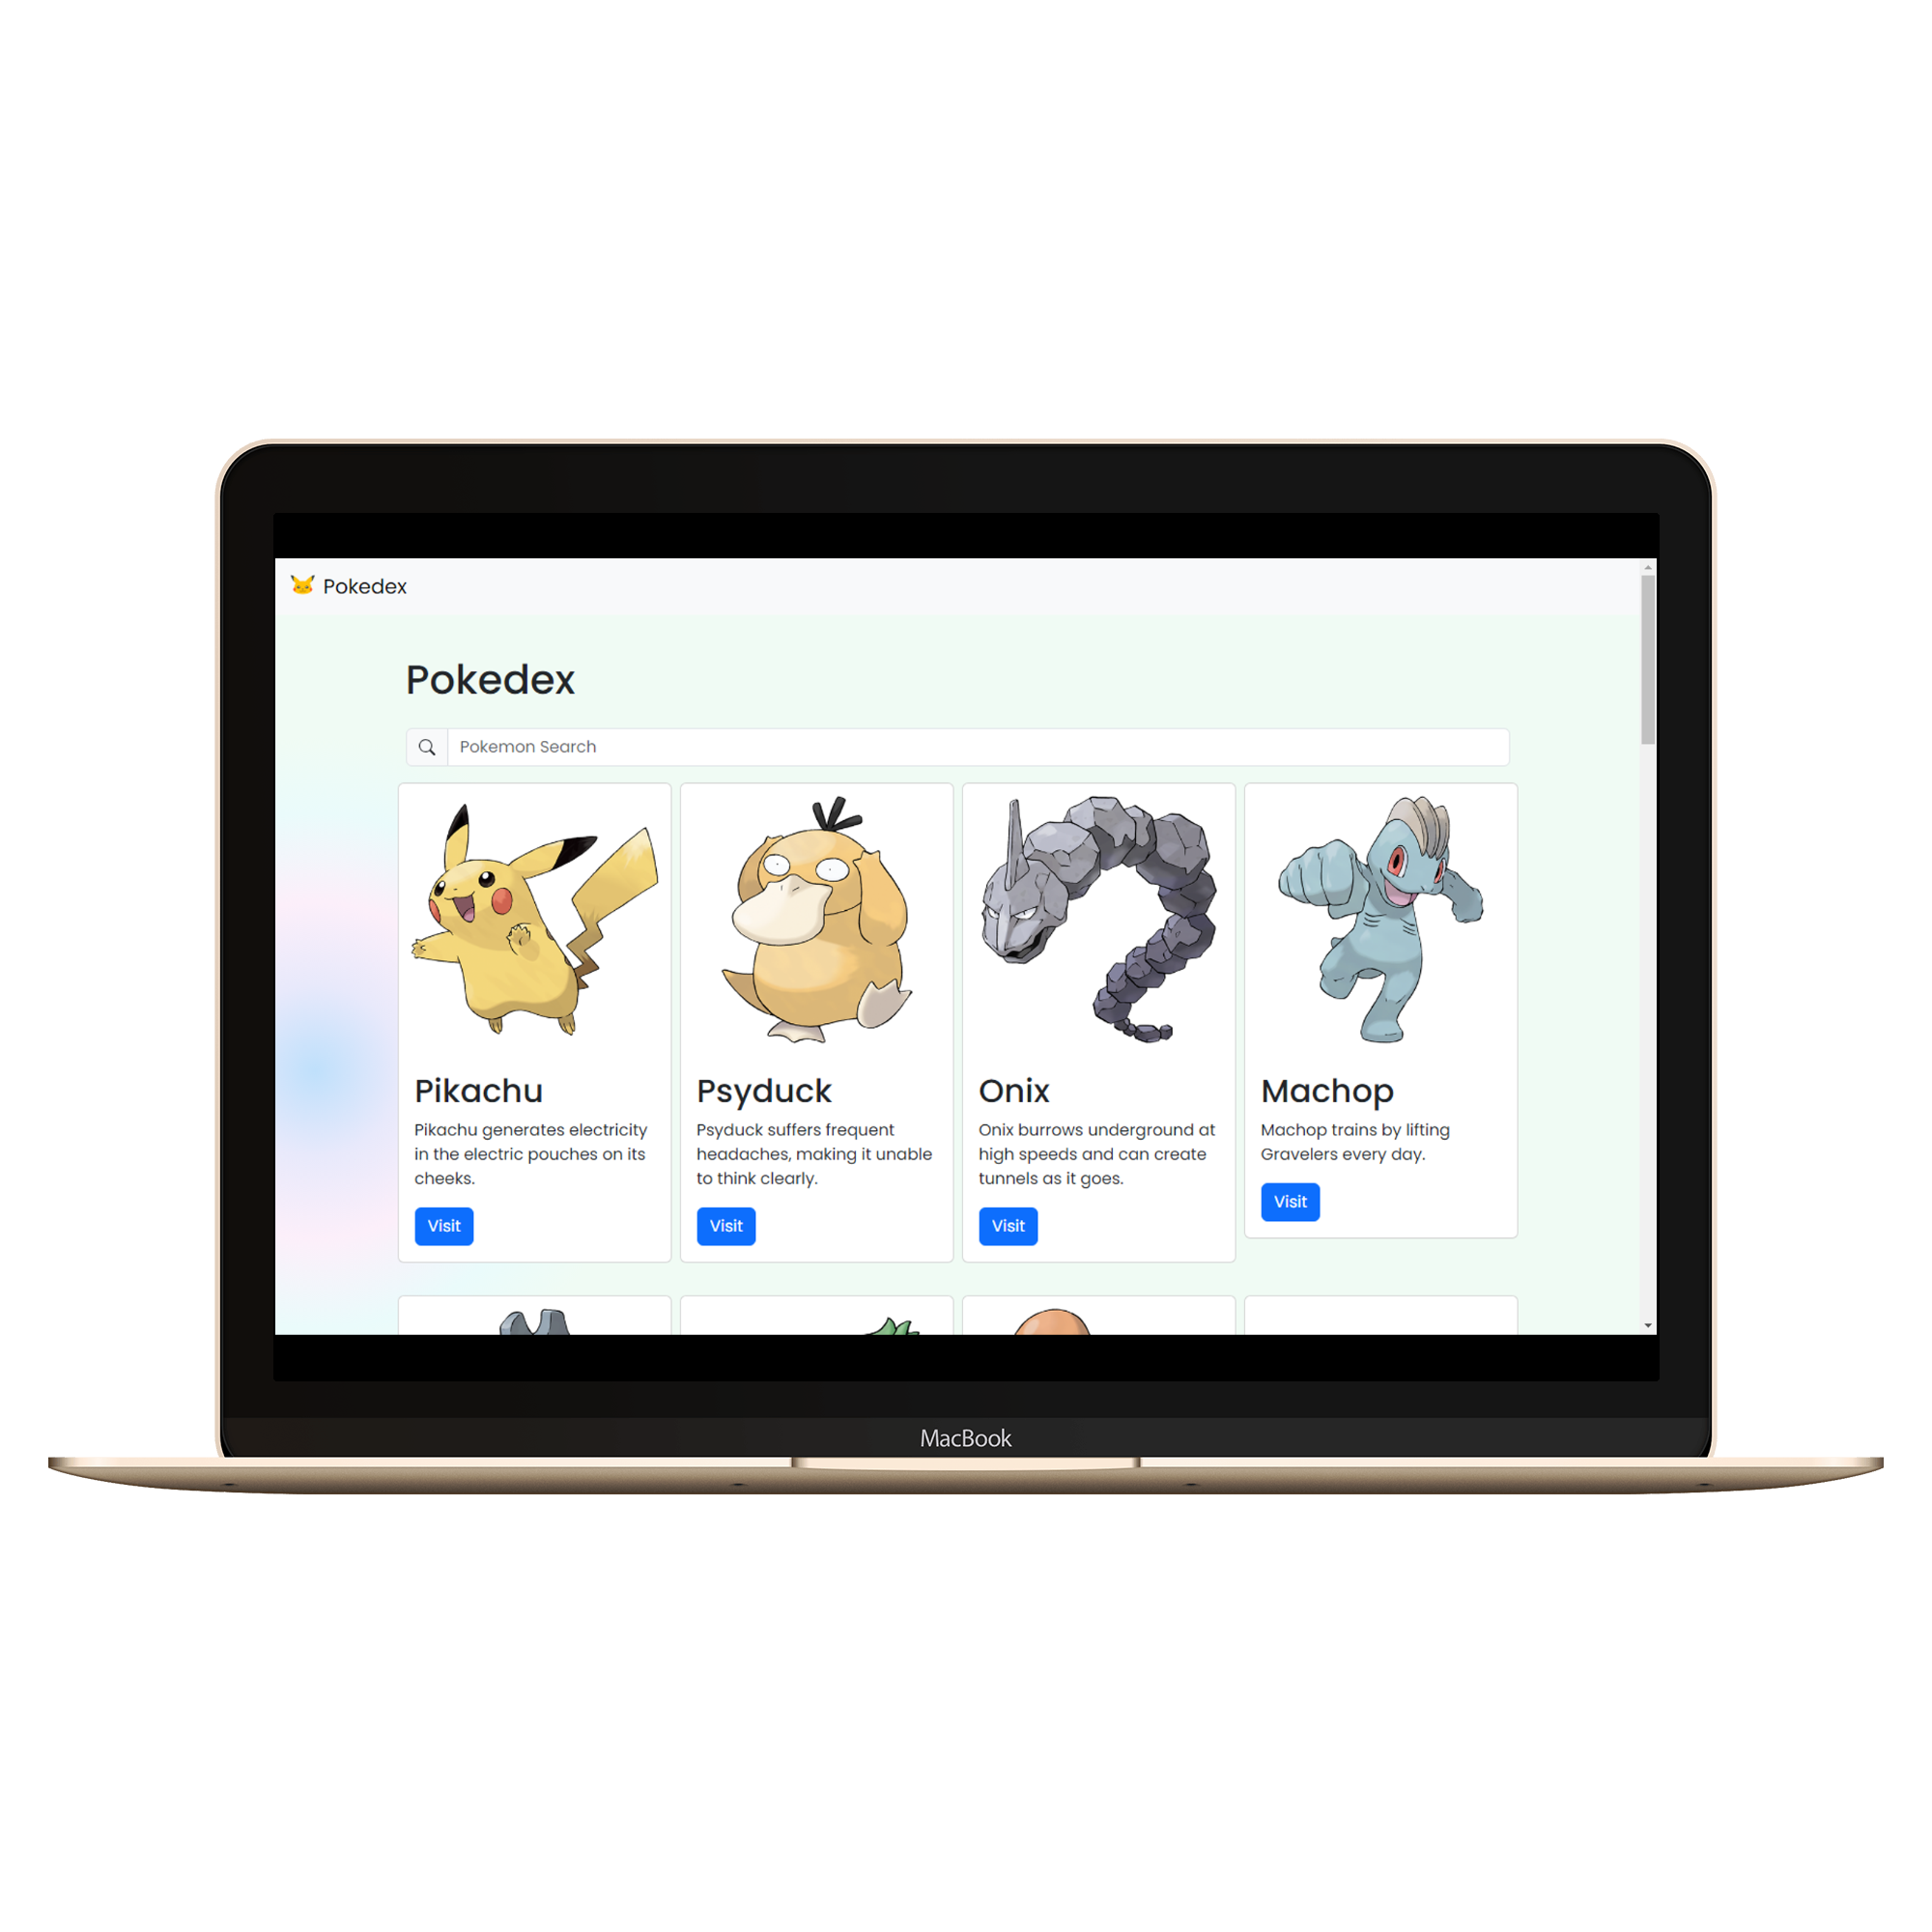 Pokedex
Pokedex
Pokemon Search
Pikachu
Pikachu generates electricity
in the electric pouches on its
cheeks.
Visit
Psyduck
Psyduck suffers frequent
headaches, making it unable
to think clearly.
Visit
Onix
Onix burrows underground at
high speeds and can create
tunnels as it goes.
Visit
Machop
Machop trains by lifting
Gravelers every day.
Visit
MacBook